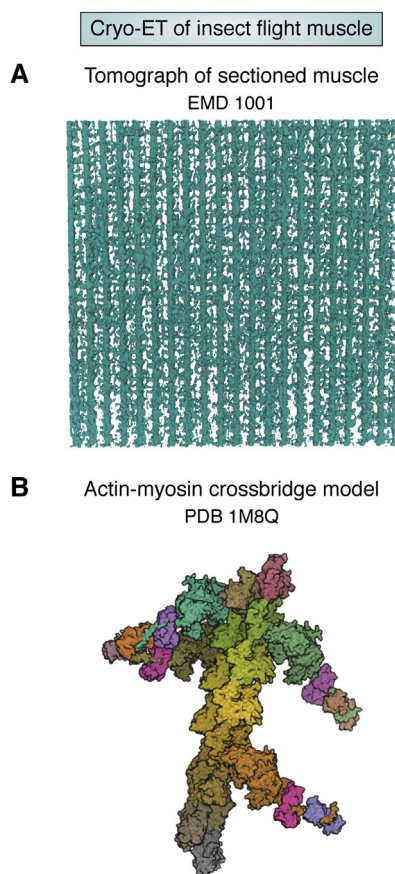 Cryo-ET of insect flight muscle
A
Tomograph of sectioned muscle
EMD 1001
B
Actin-myosin crossbridge model
PDB 1M8Q